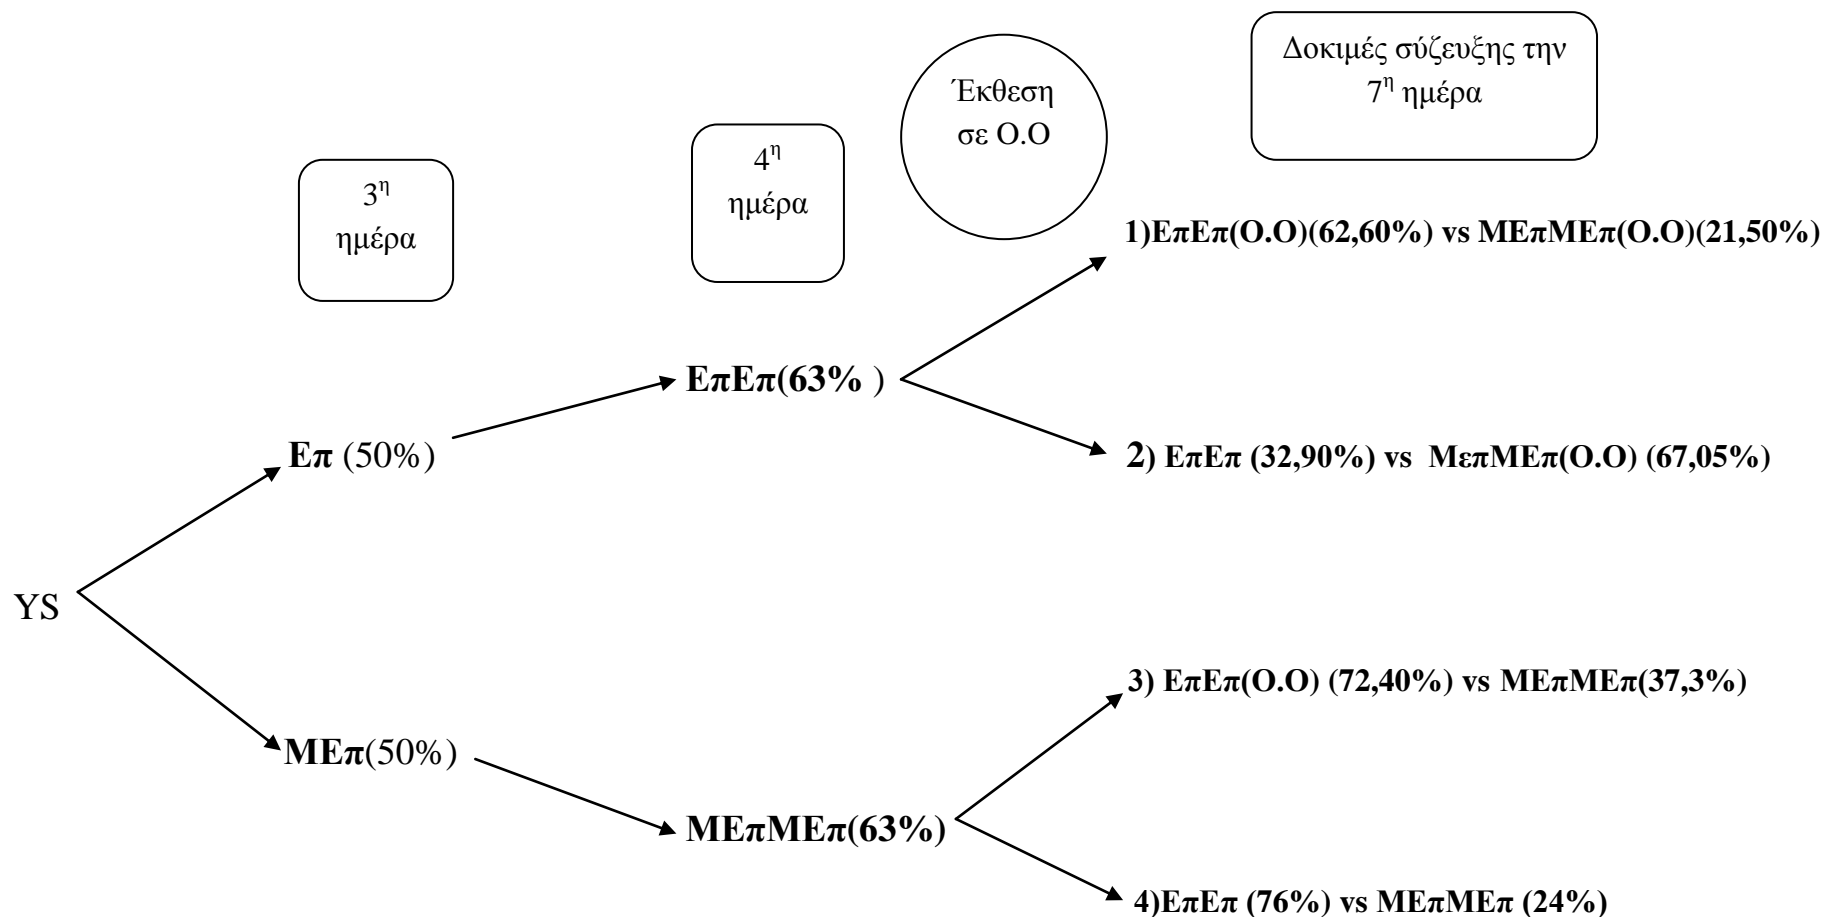 Έκθεση
σε Ο.Ο
Δοκιμές σύζευξης την
7η ημέρα
4η
ημέρα
3η
ημέρα
1)ΕπΕπ(Ο.Ο)(62,60%) vs ΜΕπΜΕπ(Ο.Ο)(21,50%)
ΕπΕπ(63% )
Επ (50%)
2) ΕπΕπ (32,90%) vs ΜεπΜΕπ(Ο.Ο) (67,05%)
YS
3) ΕπΕπ(Ο.Ο) (72,40%) vs ΜΕπΜΕπ(37,3%)
ΜΕπ(50%)
ΜΕπΜΕπ(63%)
4)ΕπΕπ (76%) vs ΜΕπΜΕπ (24%)